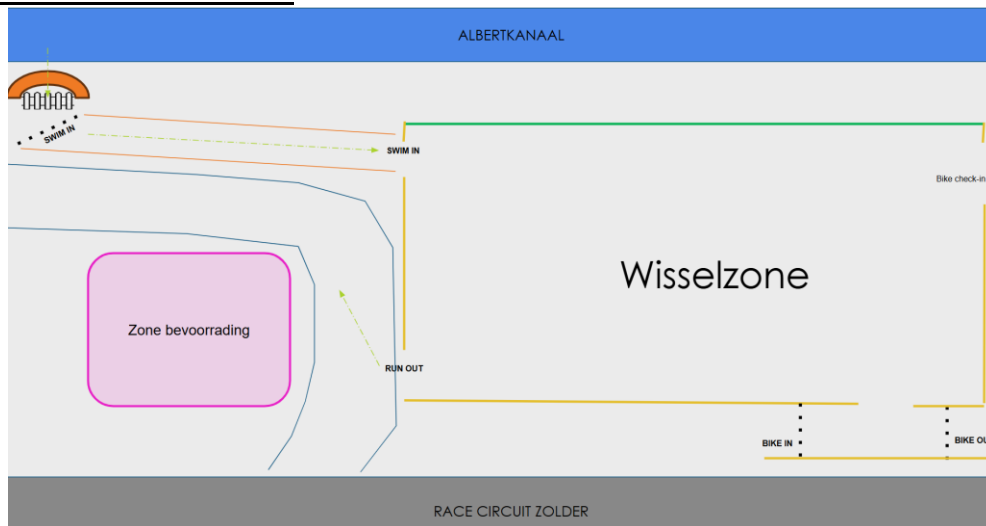 ALBERTKANAAL
SWIM IN
SWIM IN
Bike check-in
Wisselzone
Zone bevoorrading
RUN OUT
BIKE IN
BIKE OU
RACE CIRCUIT ZOLDER